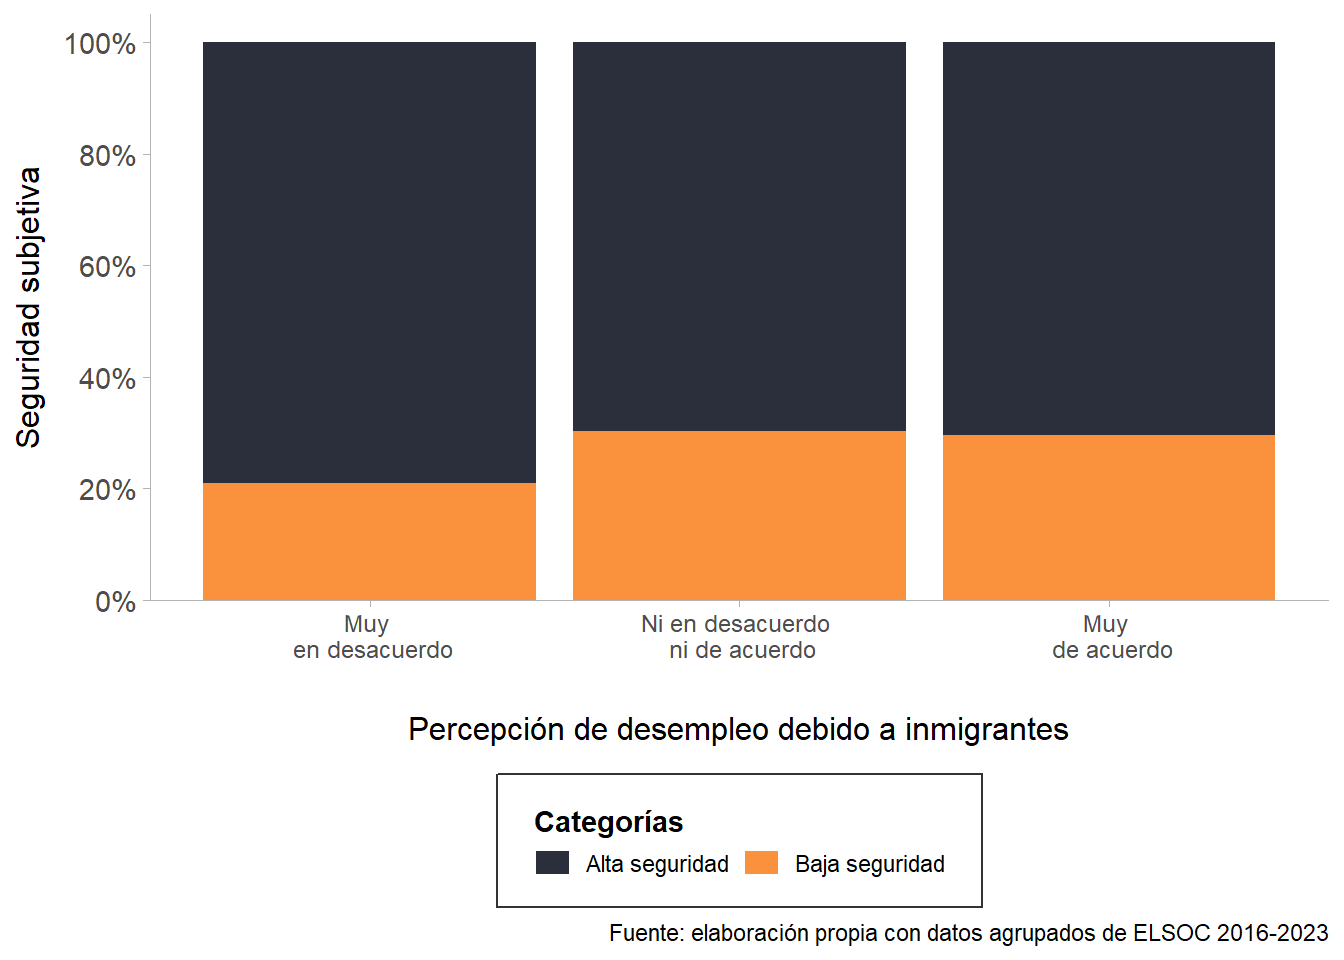 Seguridad subjetiva
100%
80%
60%
40%
20%
0%
Muy
en desacuerdo
Ni en desacuerdo
ni de acuerdo
Muy
de acuerdo
Percepción de desempleo debido a inmigrantes
Categorías
Alta seguridad
Baja seguridad
Fuente: elaboración propia con datos agrupados de ELSOC 2016-2023